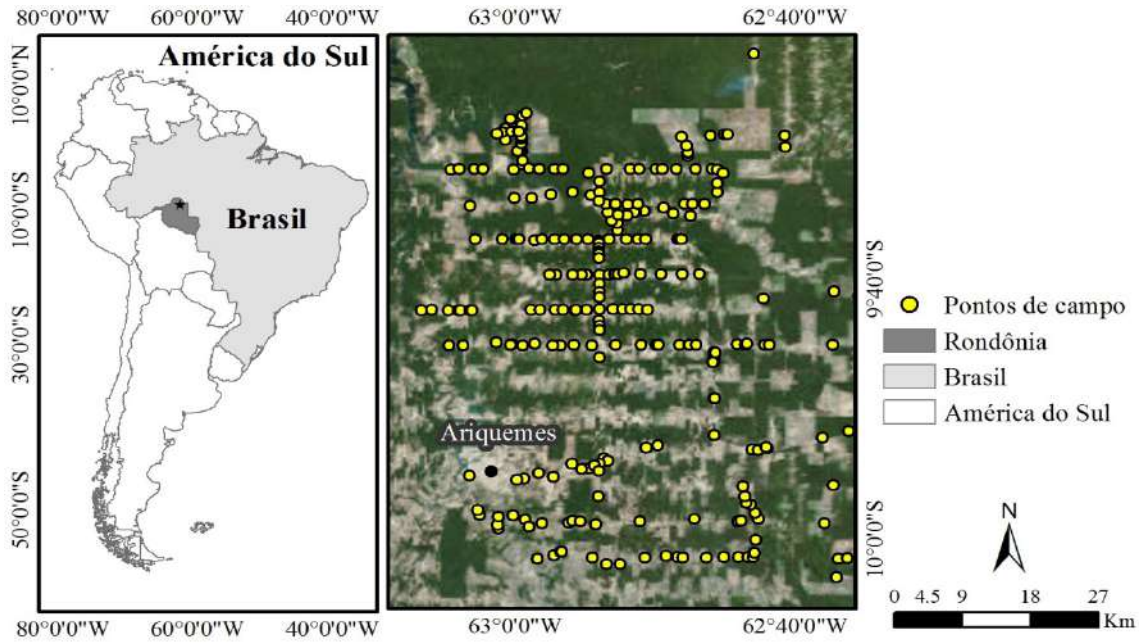 80°0'0"W 60°0'0"W 40°0'0"W
63°0'0"W 62°40'0"W
América do Sul
10°0'0"N
10°0'0"S
30°0'0"S
50°0'0"S
Brasil
Ariquemes
9°40'0"S
10°0'0"S
Pontos de campo
Rondônia
Brasil
América do Sul
N
0 4.5 9 18 27
Km
80°0'0"W 60°0'0"W 40°0'0"W
63°0'0"W 62°40'0"W